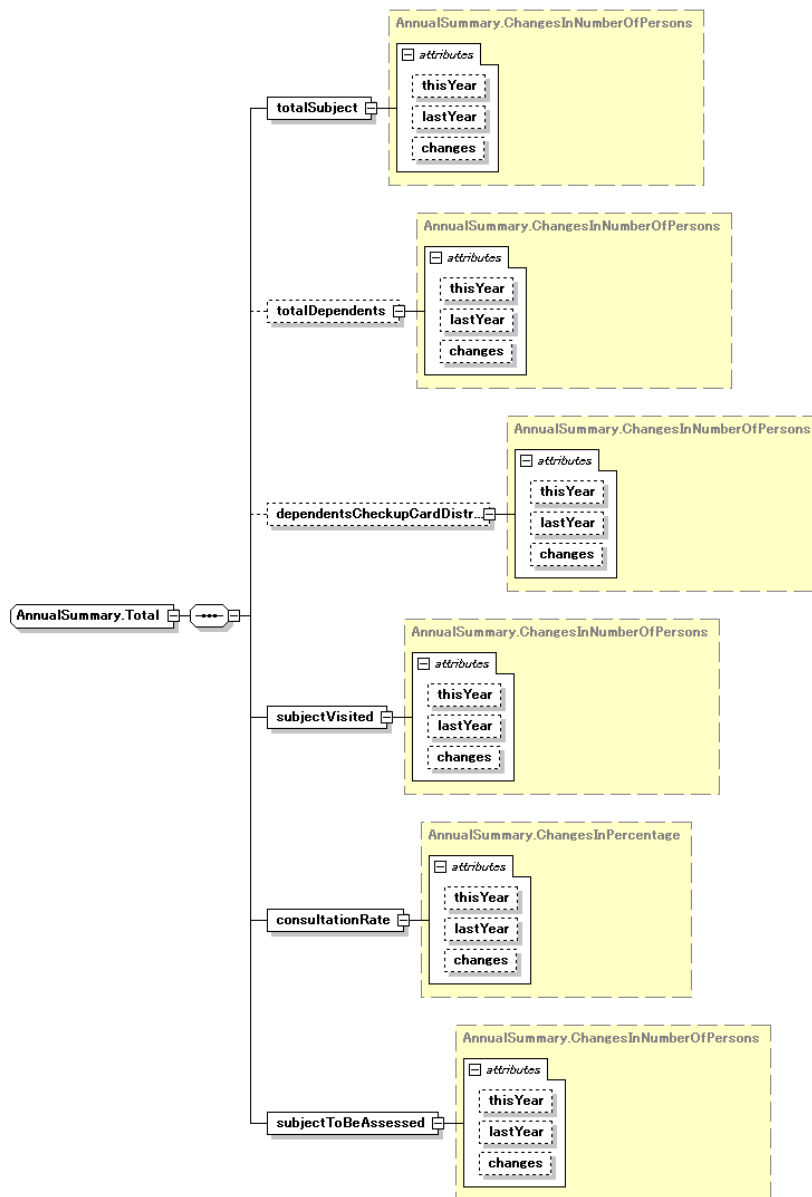 AnnualSummary.ChangesInNumberOfPersons
attributes
thisYear
totalSubject
lastYear
changes
AnnualSummary.ChangesInNumberOfPersons
attributes
thisYear
totalDependents
lastYear
changes
AnnualSummary.ChangesInNumberOfPersons
attributes
thisYear
dependentsCheckupCardDistr...
lastYear
changes
AnnualSummary.Total
AnnualSummary.ChangesInNumberOfPersons
attributes
thisYear
subjectVisited
lastYear
changes
AnnualSummary.ChangesInPercentage
attributes
thisYear
consultationRate
lastYear
changes
AnnualSummary.ChangesInNumberOfPersons
attributes
thisYear
subjectToBeAssessed
lastYear
changes